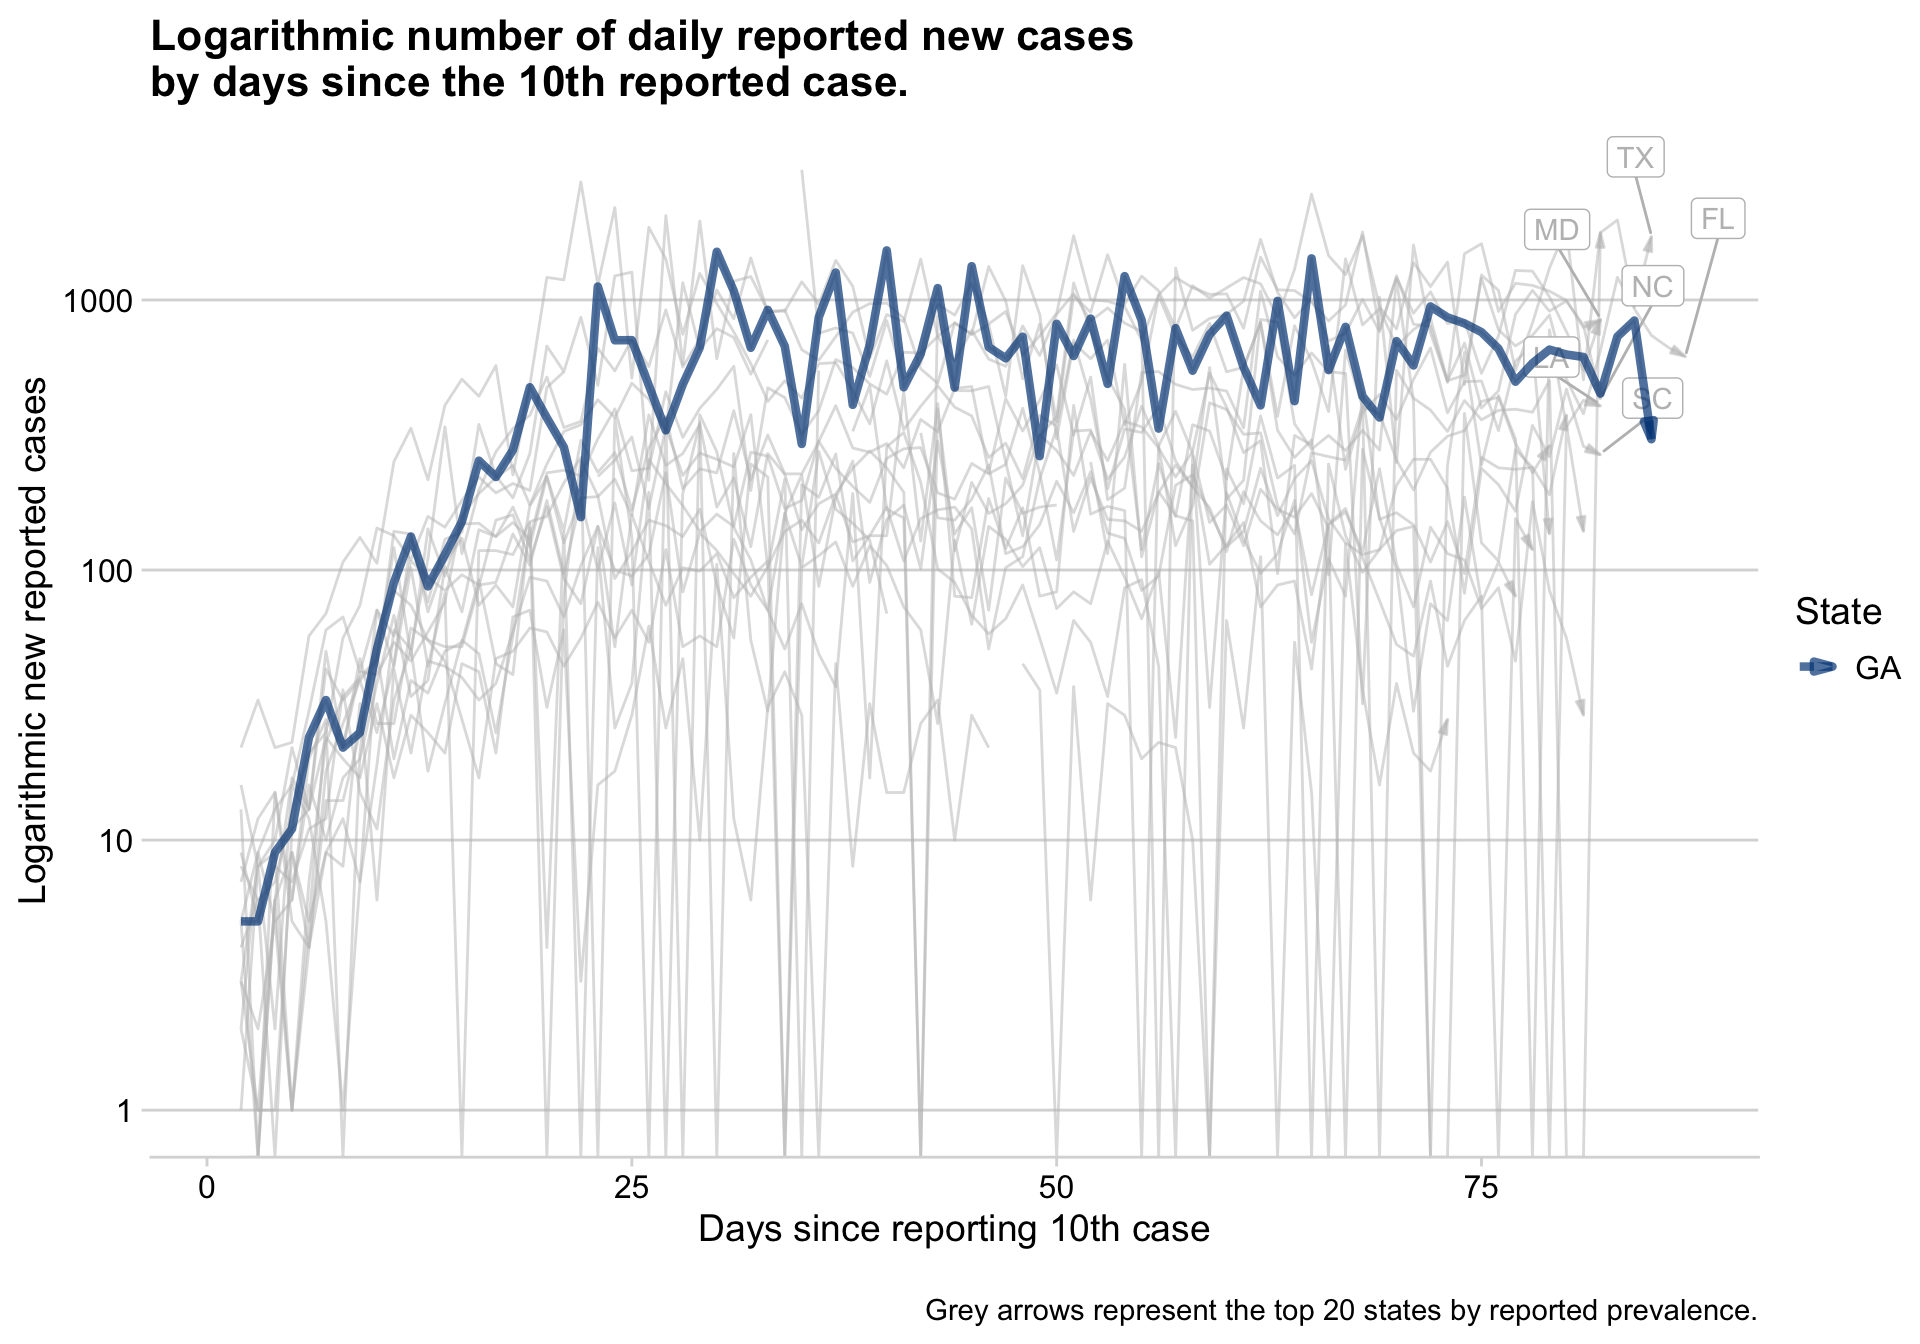 Logarithmic number of daily reported new cases
by days since the 10th reported case.
TX
FL
MD
NC
LA
SC
1000
100
10
1
Logarithmic new reported cases
0
25
50
75
Days since reporting 10th case
State
GA
Grey arrows represent the top 20 states by reported prevalence.